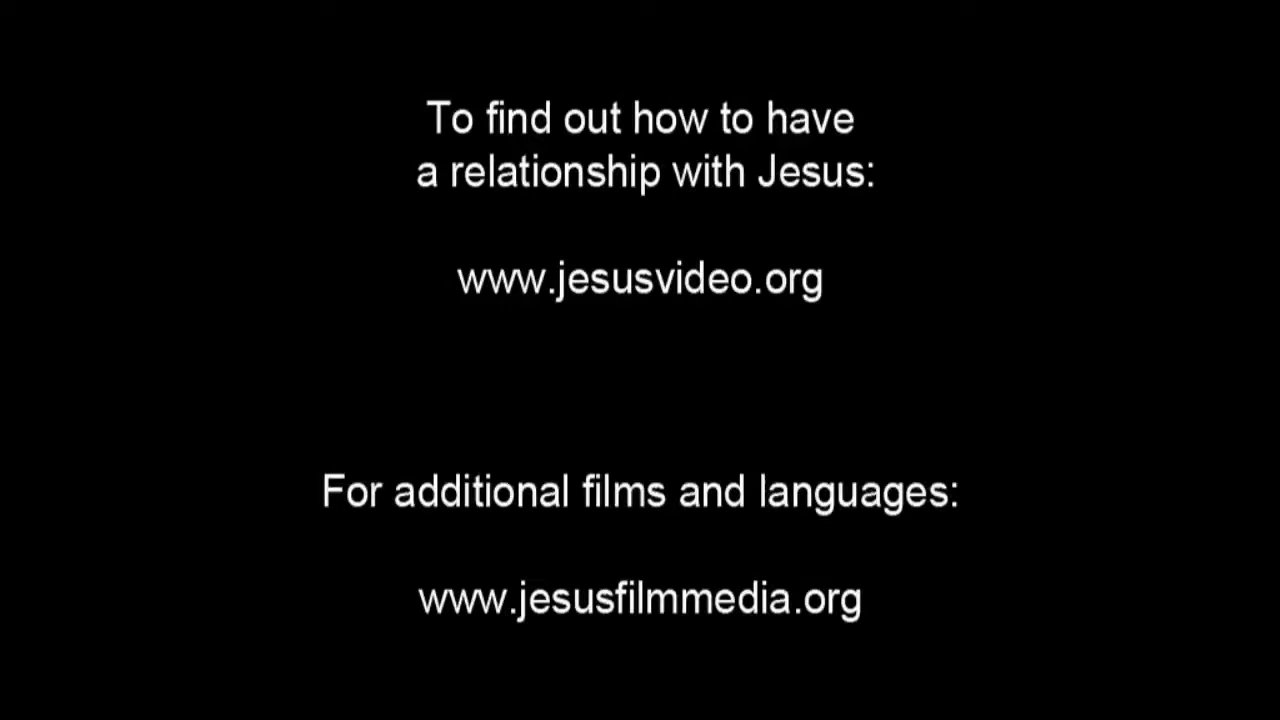 To find out how to have
a relationship with Jesus:
www.jesusvideo.org
For additional films and languages:
www.jesusfilmmedia.org